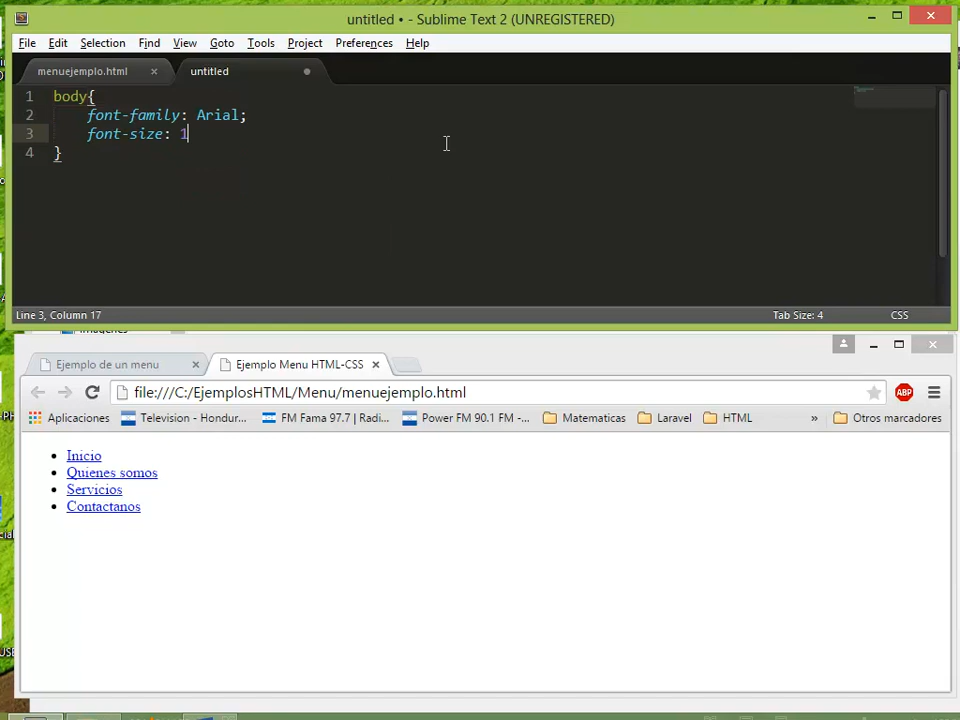 untitled • - Sublime Text 2 (UNREGISTERED)
File Edit Selection Find View Goto Tools Project Preferences Help
menuejemplo.html × untitled
1 body{
2 font-family: Arial;
3 font-size: 1
4 }
Line 3, Column 17 Tab Size: 4 CSS
Ejemplo de un menu × Ejemplo Menu HTML-CSS ×
file:///C:/EjemplosHTML/Menu/menuejemplo.html ABP
Aplicaciones Television - Hondur... FM Fama 97.7 | Radi... Power FM 90.1 FM -... Matematicas Laravel HTML » Otros marcadores
• Inicio
• Quienes somos
• Servicios
• Contactanos